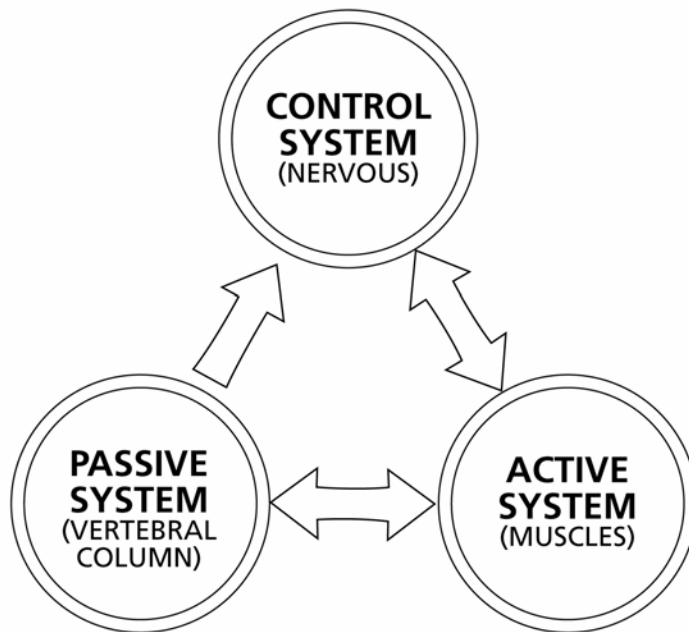 CONTROL
SYSTEM
(NERVOUS)
PASSIVE
SYSTEM
(VERTEBRAL
COLUMN)
ACTIVE
SYSTEM
(MUSCLES)